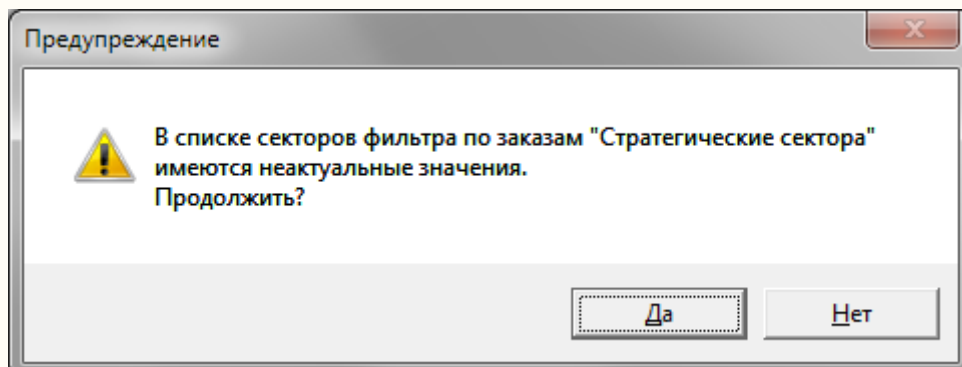 Предупреждение
В списке секторов фильтра по заказам "Стратегические сектора"
имеются неактуальные значения.
Продолжить?
Да
Нет